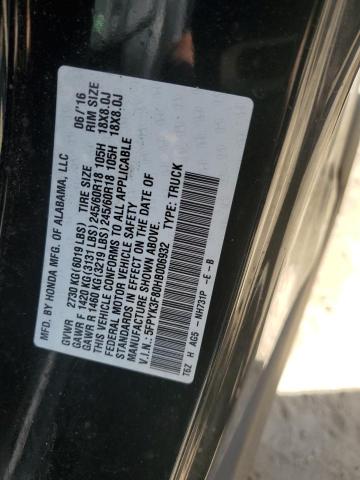 MFD. BY HONDA MFG. OF ALABAMA, LLC 06/'16
GVWR 2730 KG(6019 LBS) TIRE SIZE RIM SIZE
GAWR F 1420 KG(3131 LBS) 245/60R18 105H 18X8.0J
GAWR R 1460 KG(3219 LBS) 245/60R18 105H 18X8.0J
THIS VEHICLE CONFORMS TO ALL APPLICABLE
FEDERAL MOTOR VEHICLE SAFETY
STANDARDS IN EFFECT ON THE DATE OF
MANUFACTURE SHOWN ABOVE.
V.I.N.: 5FPYK3F80HB006932 TYPE: TRUCK
T6Z H AG5 - NH731P -E -B